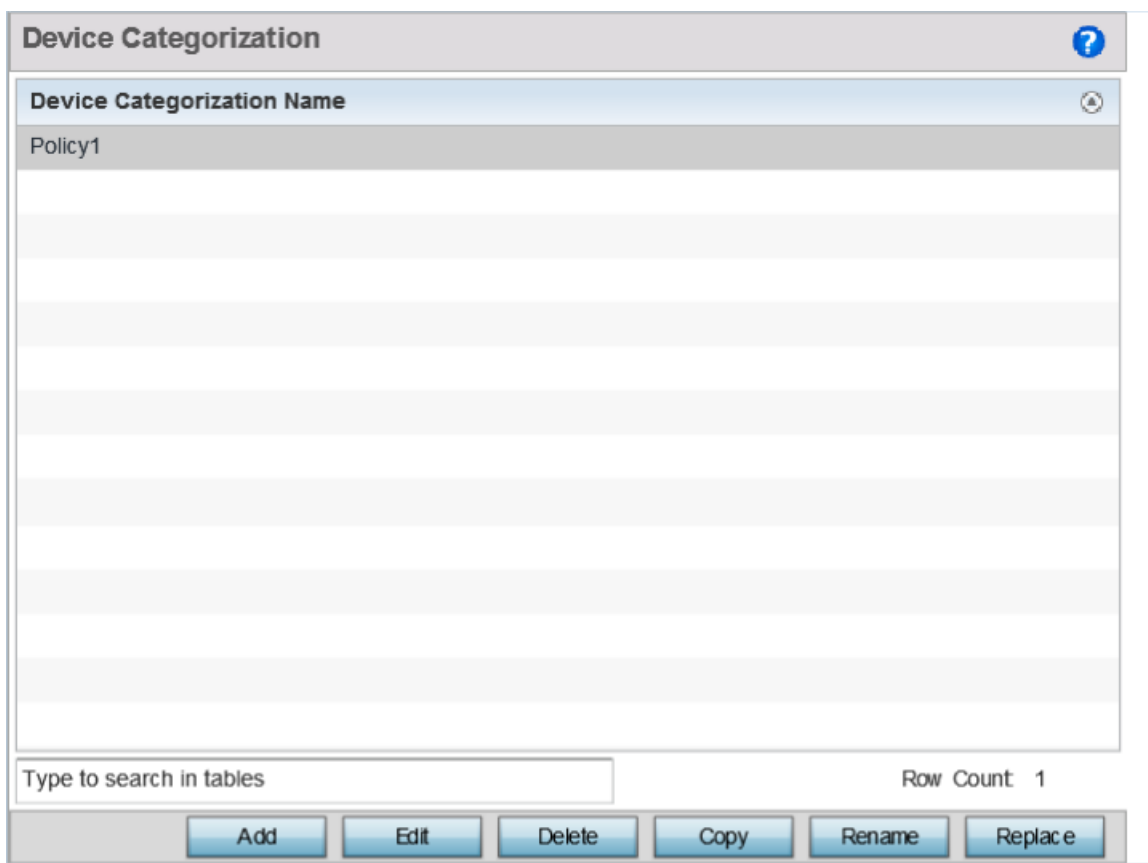 Device Categorization
?
Device Categorization Name
Policy1
Type to search in tables
Row Count: 1
Add Edit Delete Copy Rename Replace